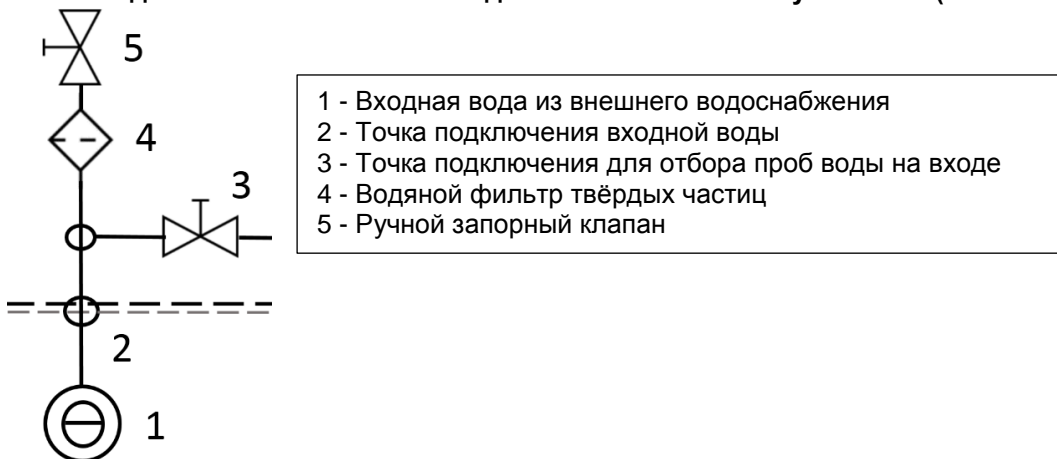 5
4
3
2
1
1 - Входная вода из внешнего водоснабжения
2 - Точка подключения входной воды
3 - Точка подключения для отбора проб воды на входе
4 - Водяной фильтр твёрдых частиц
5 - Ручной запорный клапан